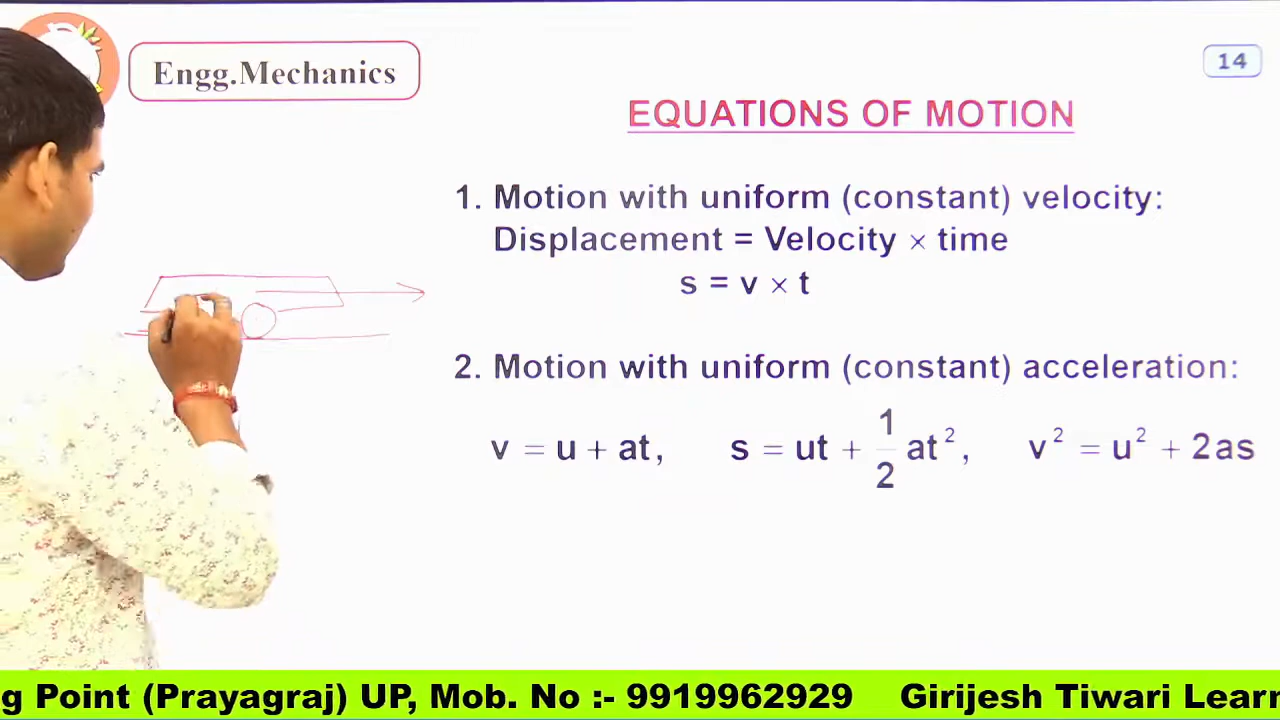 Engg.Mechanics
14
EQUATIONS OF MOTION
1. Motion with uniform (constant) velocity:
Displacement = Velocity × time
s = v × t
2. Motion with uniform (constant) acceleration:
v = u + at, s = ut + 1/2 at², v² = u² + 2as
g Point (Prayagraj) UP, Mob. No :- 9919962929 Girijesh Tiwari Learn